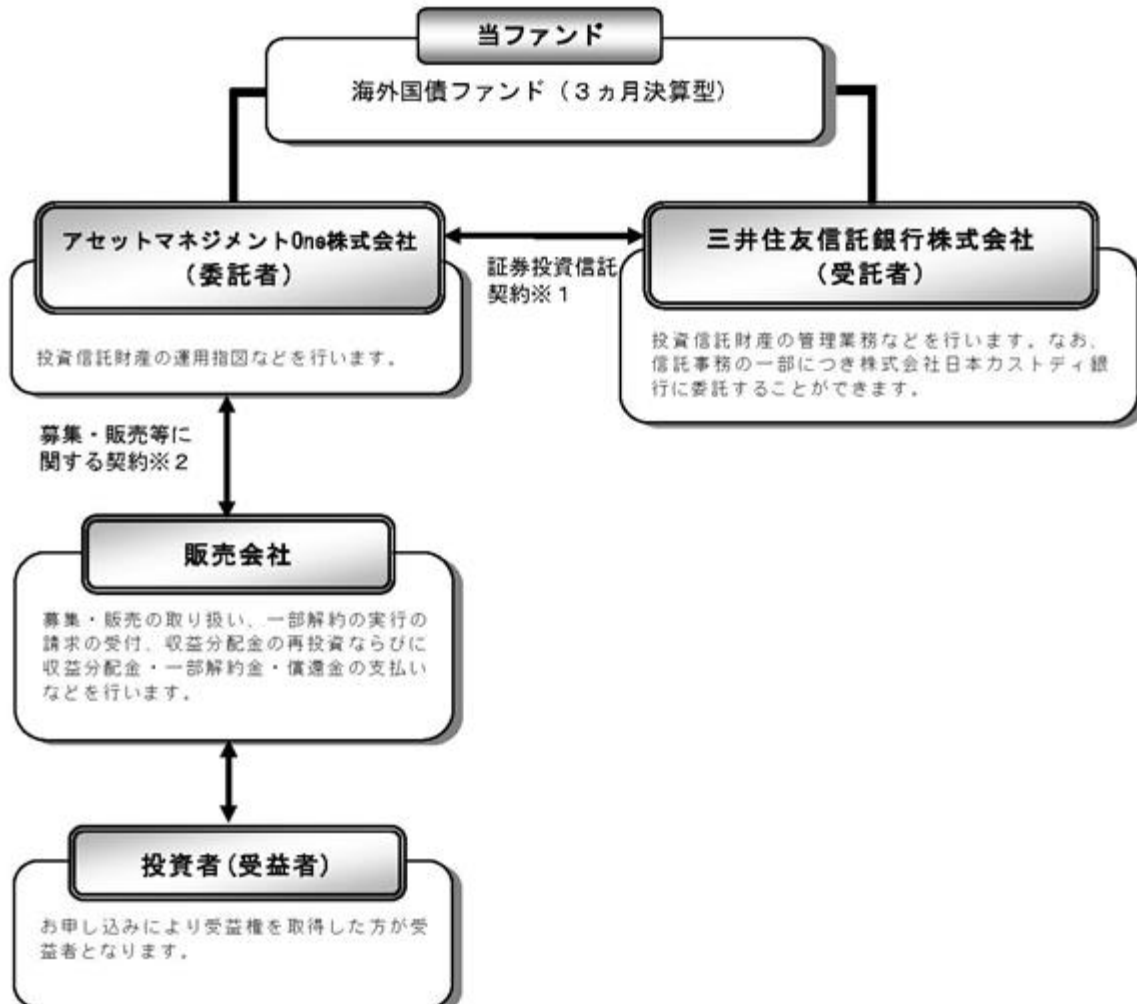 当ファンド
海外国債ファンド（３ヵ月決算型）
アセットマネジメントOne株式会社
（委託者）
投資信託財産の運用指図などを行います。
証券投資信託
契約※１
三井住友信託銀行株式会社
（受託者）
投資信託財産の管理業務などを行います。なお、
信託事務の一部につき株式会社日本カストディ銀
行に委託することができます。
募集・販売等に
関する契約※２
販売会社
募集・販売の取り扱い、一部解約の実行の
請求の受付、収益分配金の再投資ならびに
収益分配金・一部解約金・償還金の支払い
などを行います。
投資者(受益者)
お申し込みにより受益権を取得した方が受
益者となります。